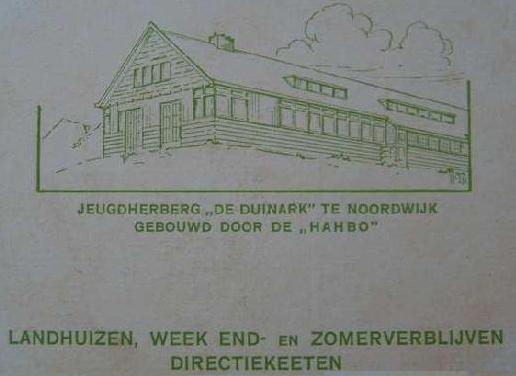 JEUGDHERBERG „DE DUINARK" TE NOORDWIJK
GEBOUWD DOOR DE „HAHBO"
LANDHUIZEN, WEEK END- EN ZOMERVERBLIJVEN
DIRECTIEKEETEN